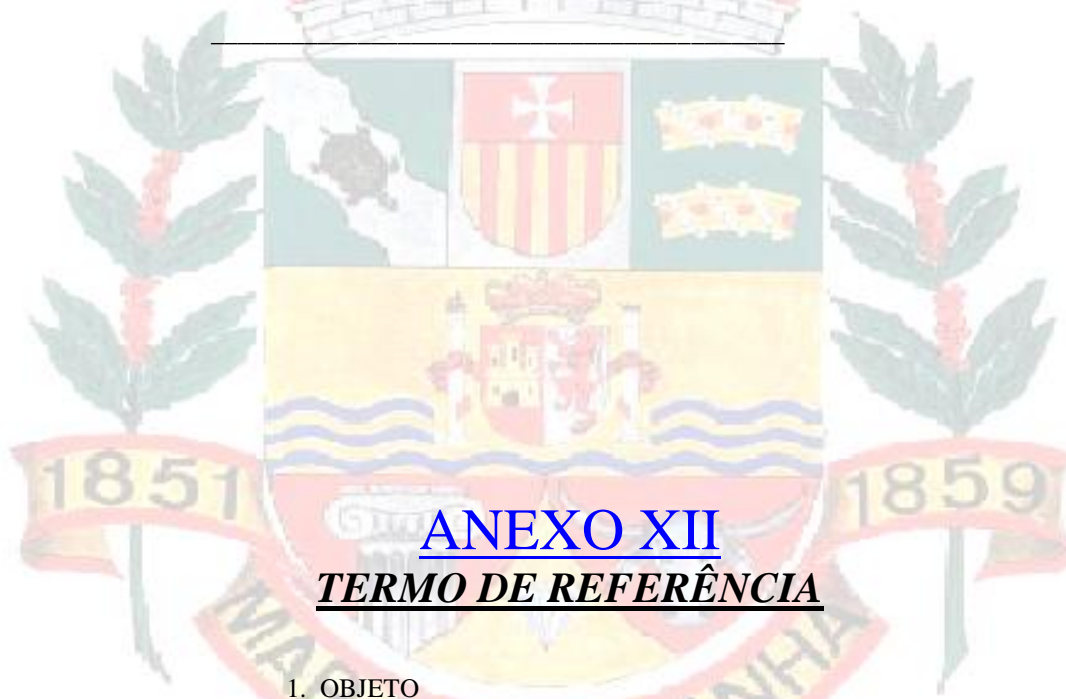 1851
1859
ANEXO XII
TERMO DE REFERÊNCIA
1. OBJETO